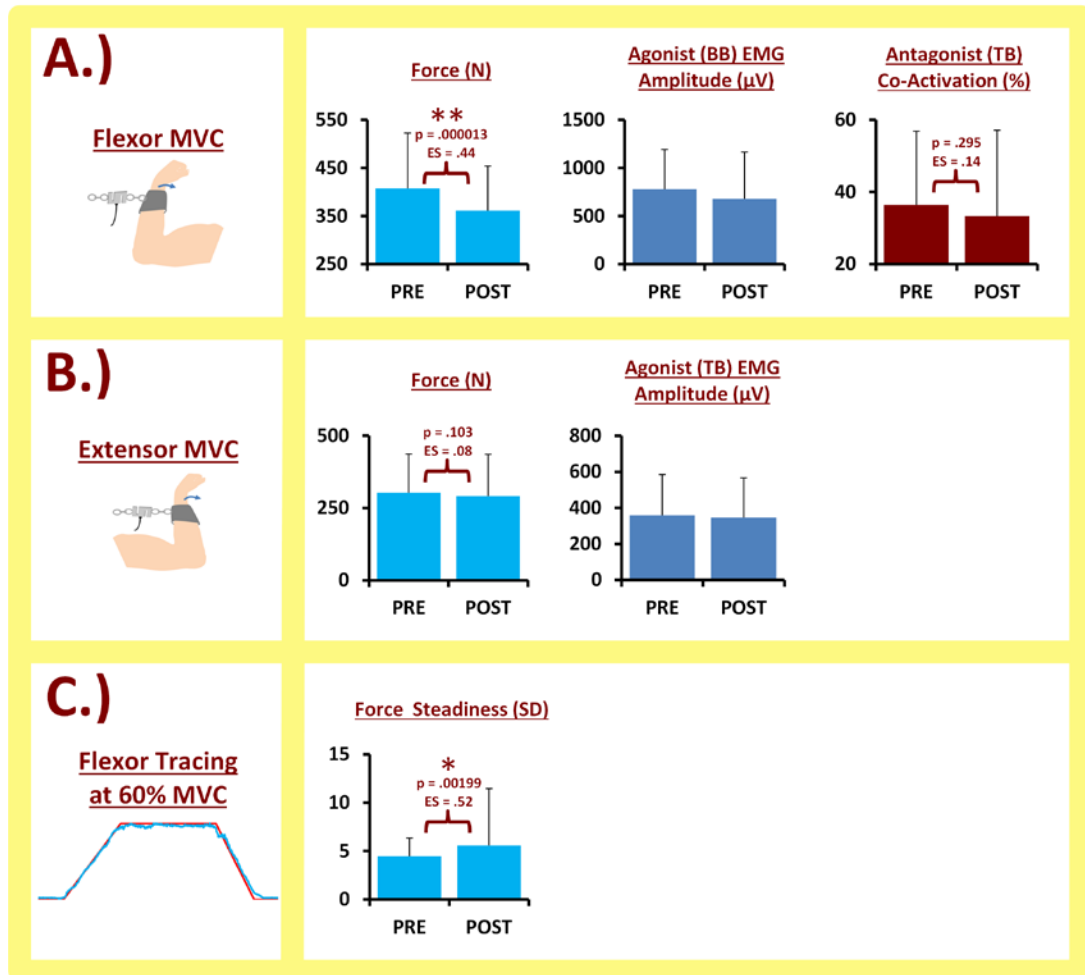 A.)
Flexor MVC
Force (N)
**
p = .000013
ES = .44
550
450
350
250
PRE POST
Agonist (BB) EMG
Amplitude (µV)
1500
1000
500
0
PRE POST
Antagonist (TB)
Co-Activation (%)
p = .295
ES = .14
60
40
20
PRE POST
B.)
Extensor MVC
Force (N)
p = .103
ES = .08
500
250
0
PRE POST
Agonist (TB) EMG
Amplitude (µV)
800
600
400
200
0
PRE POST
C.)
Flexor Tracing
at 60% MVC
Force Steadiness (SD)
*
p = .00199
ES = .52
15
10
5
0
PRE POST